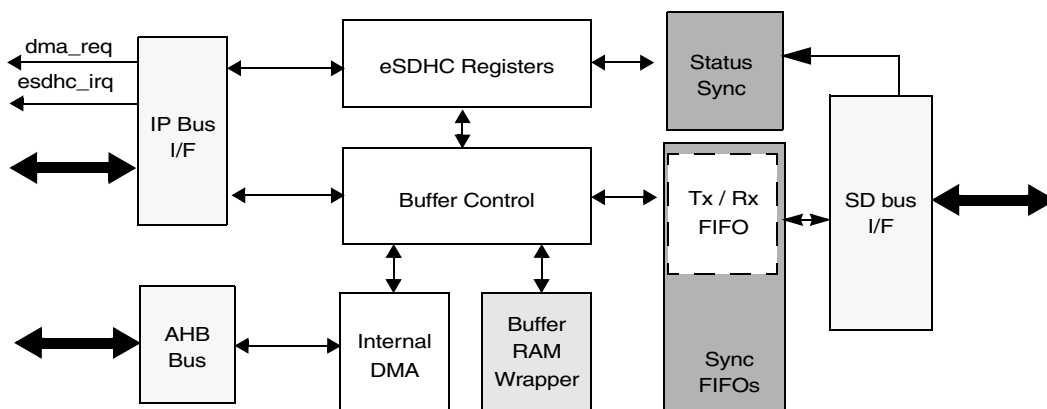 dma_req
esdhc_irq
IP Bus
I/F
eSDHC Registers
Status
Sync
Buffer Control
Tx / Rx
FIFO
SD bus
I/F
AHB
Bus
Internal
DMA
Buffer
RAM
Wrapper
Sync
FIFOs